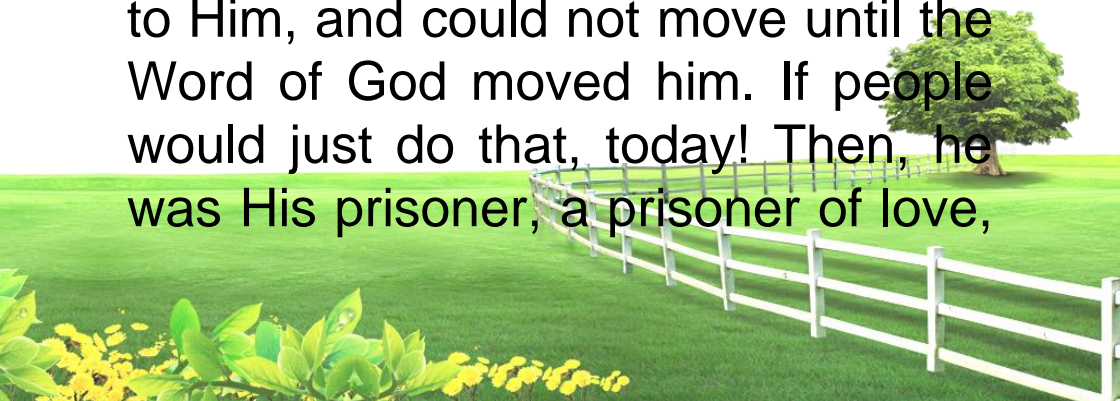 to Him, and could not move until the
Word of God moved him. If people
would just do that, today! Then, he
was His prisoner, a prisoner of love,